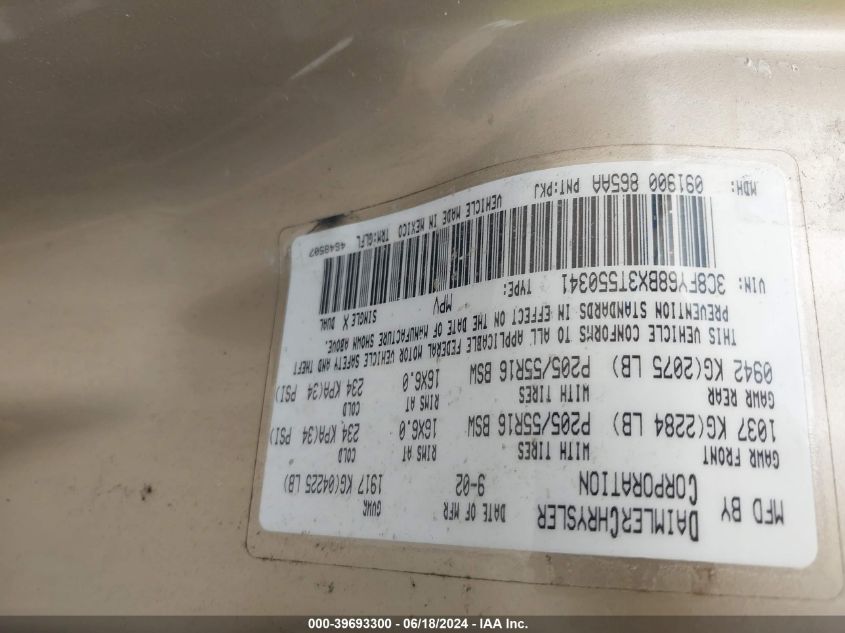 MFD BY DAIMLERCHRYSLER CORPORATION
DATE OF MFR 9-02
GVWR 1917 KG(04225 LB)
GAWR FRONT WITH TIRES RIMS AT COLD
1037 KG(2284 LB) P205/55R16 BSW 16X6.0 234 KPA(34 PSI)
GAWR REAR WITH TIRES RIMS AT COLD
0942 KG(2075 LB) P205/55R16 BSW 16X6.0 234 KPA(34 PSI)
THIS VEHICLE CONFORMS TO ALL APPLICABLE FEDERAL MOTOR VEHICLE SAFETY AND THEFT
PREVENTION STANDARDS IN EFFECT ON THE DATE OF MANUFACTURE SHOWN ABOVE.
VIN: 3C8FY68BX3T550341 TYPE: MPV SINGLE X DUAL
MDH: 091900 865AA PNT:PKJ VEHICLE MADE IN MEXICO TRM:GLFL 4648507
000-39693300 - 06/18/2024 - IAA Inc.